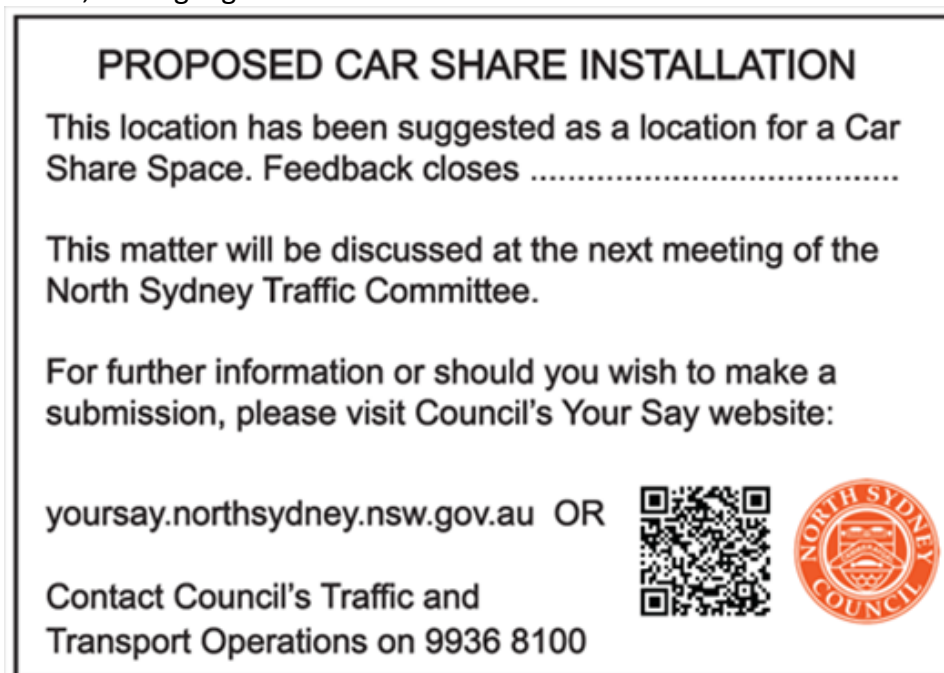 PROPOSED CAR SHARE INSTALLATION
This location has been suggested as a location for a Car
Share Space. Feedback closes ........................................
This matter will be discussed at the next meeting of the
North Sydney Traffic Committee.
For further information or should you wish to make a
submission, please visit Council's Your Say website:
yoursay.northsydney.nsw.gov.au OR
NORTH SYDNEY
COUNCIL
Contact Council's Traffic and
Transport Operations on 9936 8100